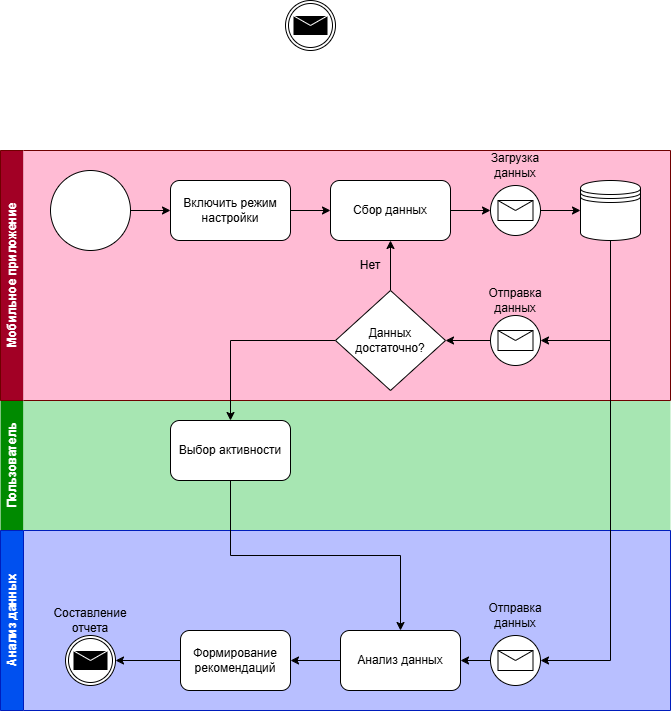 Мобильное приложение
Включить режим
настройки
Сбор данных
Загрузка
данных
Нет
Данных
достаточно?
Отправка
данных
Пользователь
Выбор активности
Анализ данных
Составление
отчета
Формирование
рекомендаций
Анализ данных
Отправка
данных